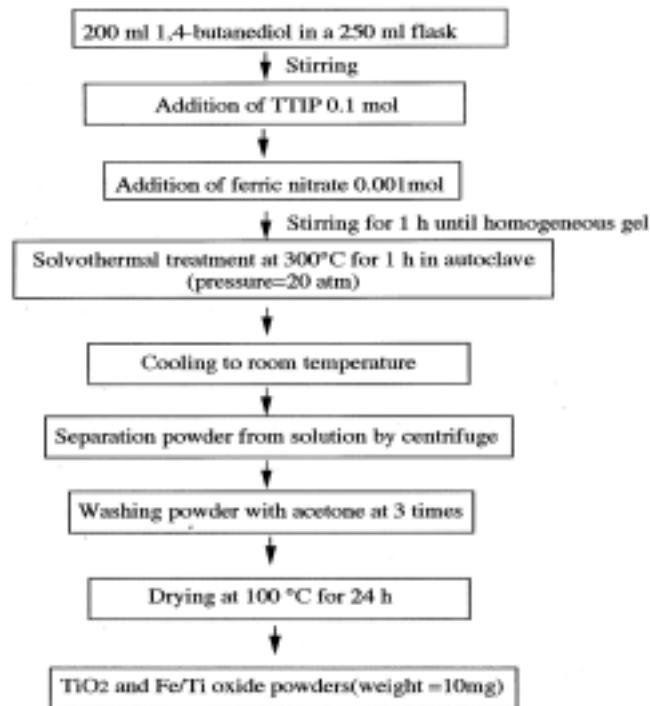 200 ml 1,4-butanediol in a 250 ml flask
Stirring
Addition of TTIP 0.1 mol
Addition of ferric nitrate 0.001mol
Stirring for 1 h until homogeneous gel
Solvothermal treatment at 300°C for 1 h in autoclave
(pressure=20 atm)
Cooling to room temperature
Separation powder from solution by centrifuge
Washing powder with acetone at 3 times
Drying at 100 °C for 24 h
TiO2 and Fe/Ti oxide powders(weight =10mg)